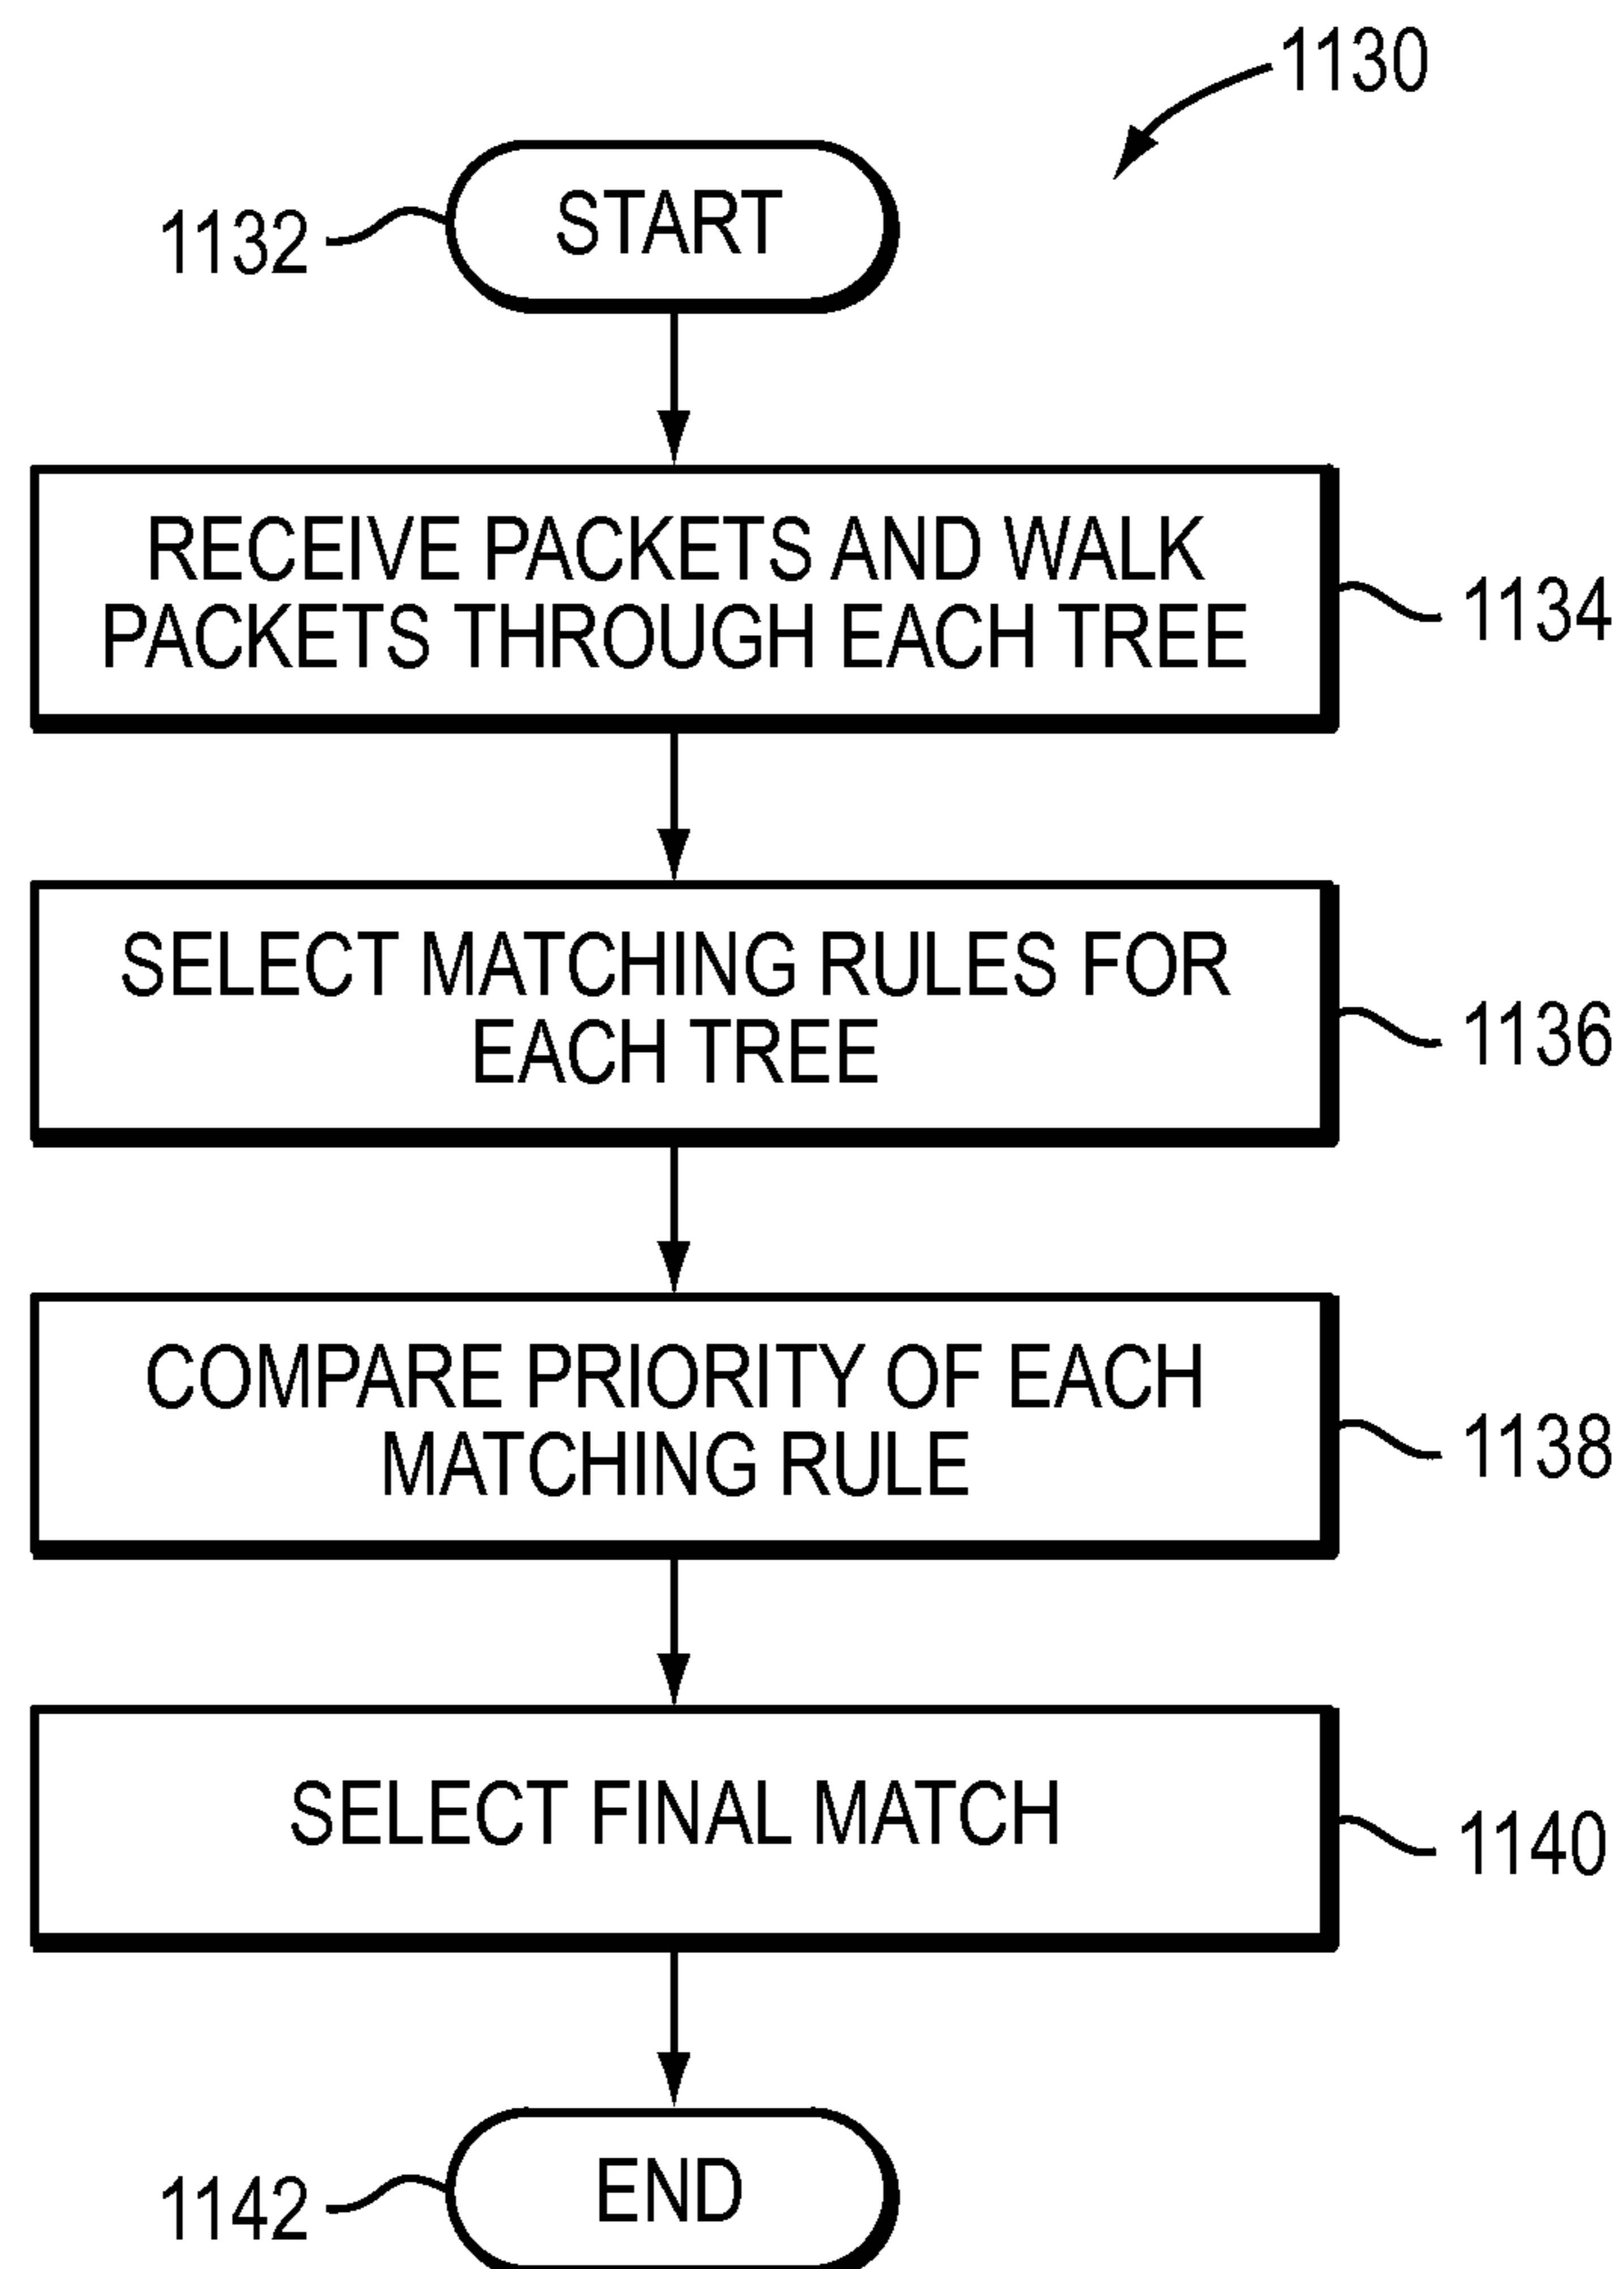 1130
START
1132
RECEIVE PACKETS AND WALK
PACKETS THROUGH EACH TREE
1134
SELECT MATCHING RULES FOR
EACH TREE
1136
COMPARE PRIORITY OF EACH
MATCHING RULE
1138
SELECT FINAL MATCH
1140
END
1142